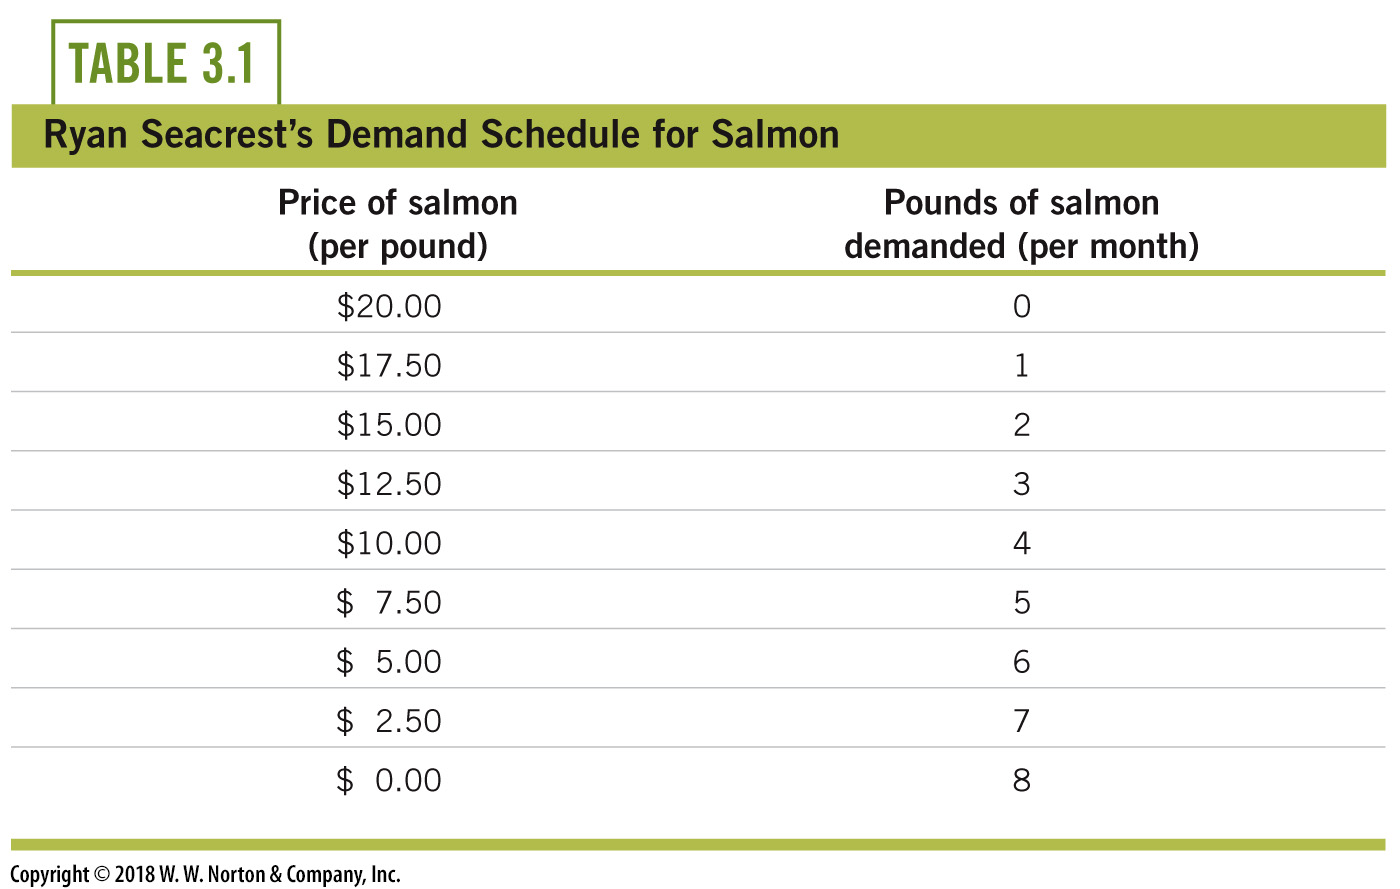 TABLE 3.1
Ryan Seacrest’s Demand Schedule for Salmon
Price of salmon (per pound) Pounds of salmon demanded (per month)
$20.00 0
$17.50 1
$15.00 2
$12.50 3
$10.00 4
$ 7.50 5
$ 5.00 6
$ 2.50 7
$ 0.00 8
Copyright © 2018 W. W. Norton & Company, Inc.